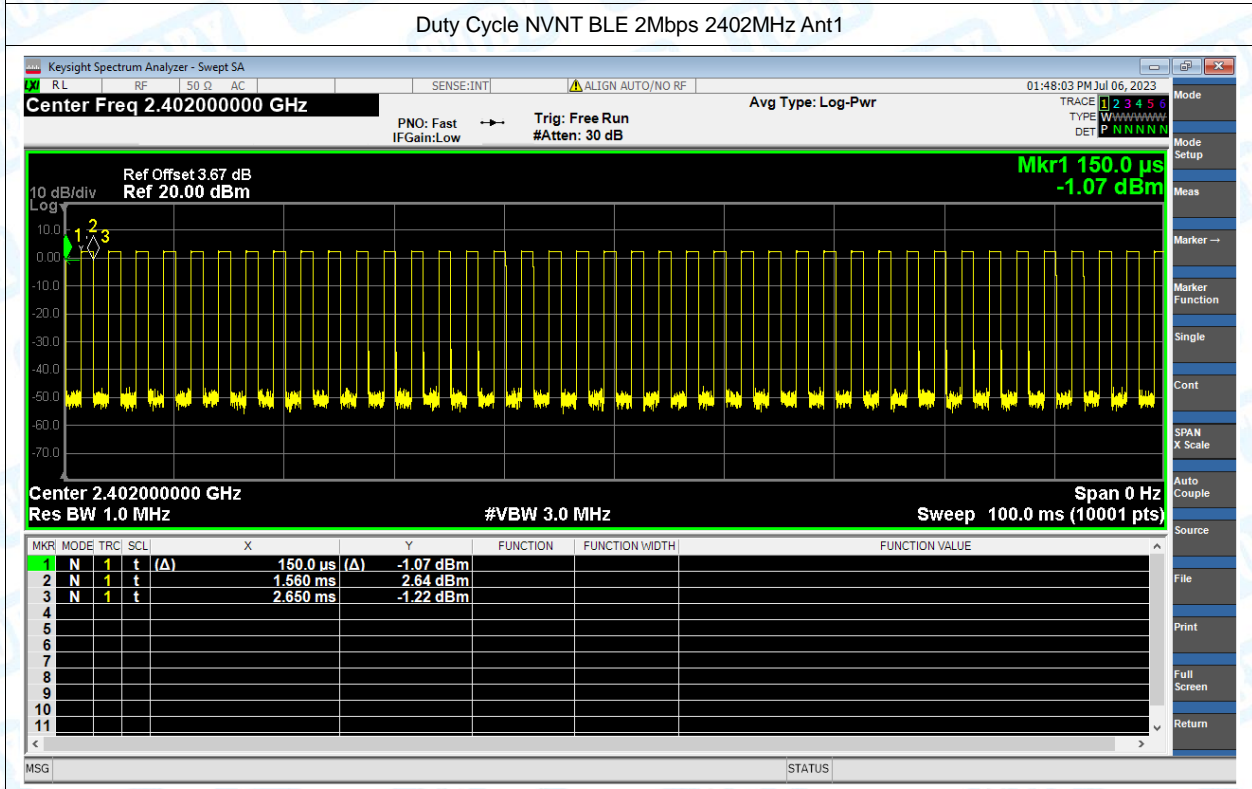 Duty Cycle NVNT BLE 2Mbps 2402MHz Ant1
Keysight Spectrum Analyzer - Swept SA
LXI RL RF 50 Ω AC SENSE:INT ALIGN AUTO/NO RF 01:48:03 PM Jul 06, 2023
Center Freq 2.402000000 GHz
PNO: Fast
IFGain:Low
Trig: Free Run
#Atten: 30 dB
Avg Type: Log-Pwr
TRACE 1 2 3 4 5 6
TYPE WWWWWW
DET P N N N N N
Mode
Mode Setup
Meas
Marker→
Marker Function
Single
Cont
SPAN X Scale
Auto Couple
Source
File
Print
Full Screen
Return
Mkr1 150.0 µs
-1.07 dBm
10 dB/div
Log
Ref Offset 3.67 dB
Ref 20.00 dBm
10.0
0.00
-10.0
-20.0
-30.0
-40.0
-50.0
-60.0
-70.0
1 2 3
Center 2.402000000 GHz Span 0 Hz
Res BW 1.0 MHz #VBW 3.0 MHz Sweep 100.0 ms (10001 pts)
MKR MODE TRC SCL X Y FUNCTION FUNCTION WIDTH FUNCTION VALUE
1 N 1 t (Δ) 150.0 µs (Δ) -1.07 dBm
2 N 1 t 1.560 ms 2.64 dBm
3 N 1 t 2.650 ms -1.22 dBm
4
5
6
7
8
9
10
11
MSG STATUS